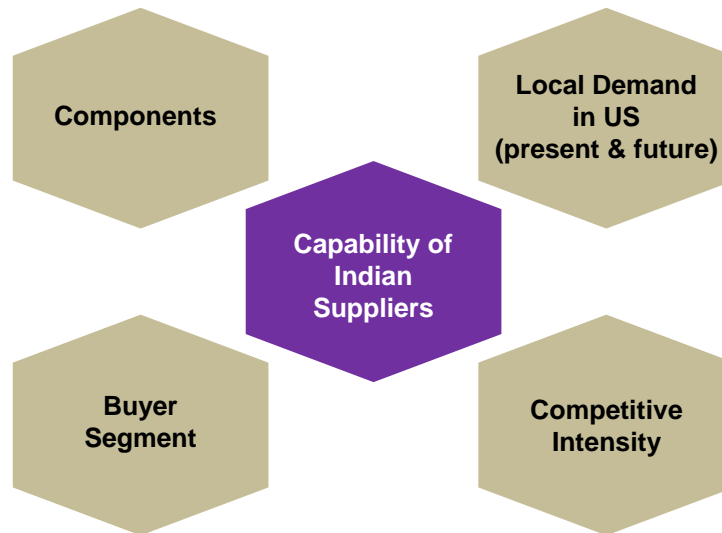 Components
Local Demand
in US
(present & future)
Capability of
Indian
Suppliers
Buyer
Segment
Competitive
Intensity